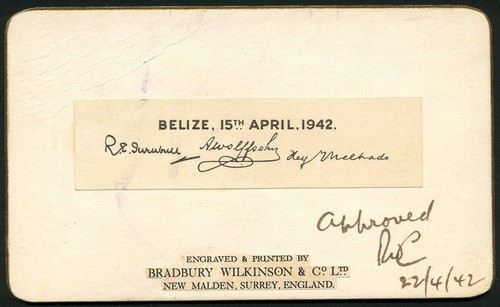 BELIZE, 15TH APRIL, 1942.
R.E. Turnbull
approved
22/4/42
ENGRAVED & PRINTED BY
BRADBURY WILKINSON & Co LTD
NEW MALDEN, SURREY, ENGLAND.